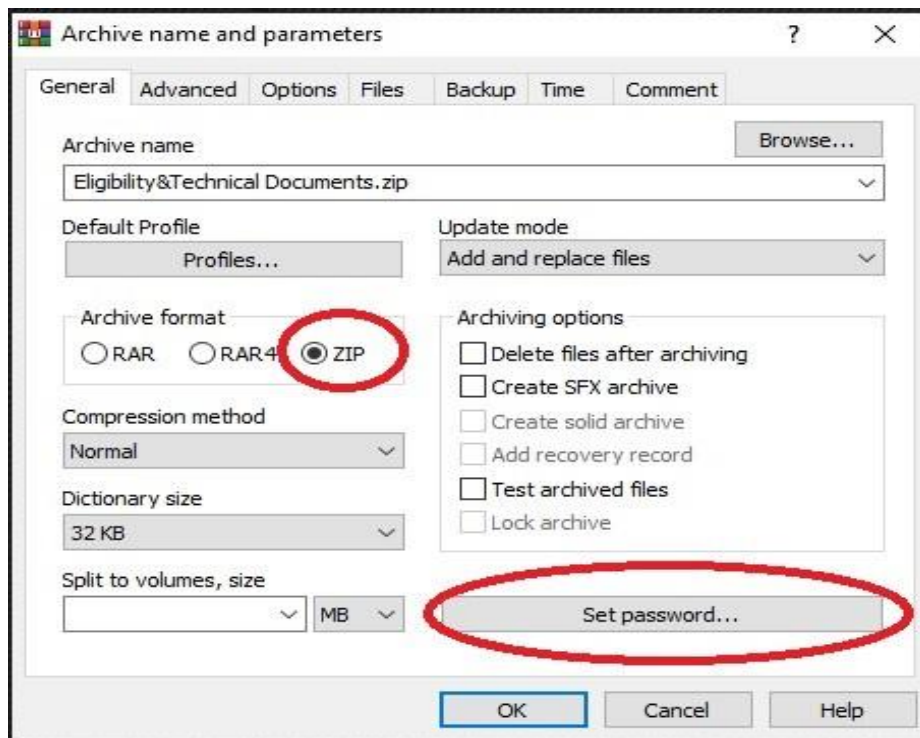 Archive name and parameters
?
General Advanced Options Files Backup Time Comment
Archive name
Browse...
Eligibility&Technical Documents.zip
Default Profile
Profiles...
Update mode
Add and replace files
Archive format
RAR RAR4 ZIP
Compression method
Normal
Dictionary size
32 KB
Split to volumes, size
MB
Archiving options
Delete files after archiving
Create SFX archive
Create solid archive
Add recovery record
Test archived files
Lock archive
Set password...
OK Cancel Help